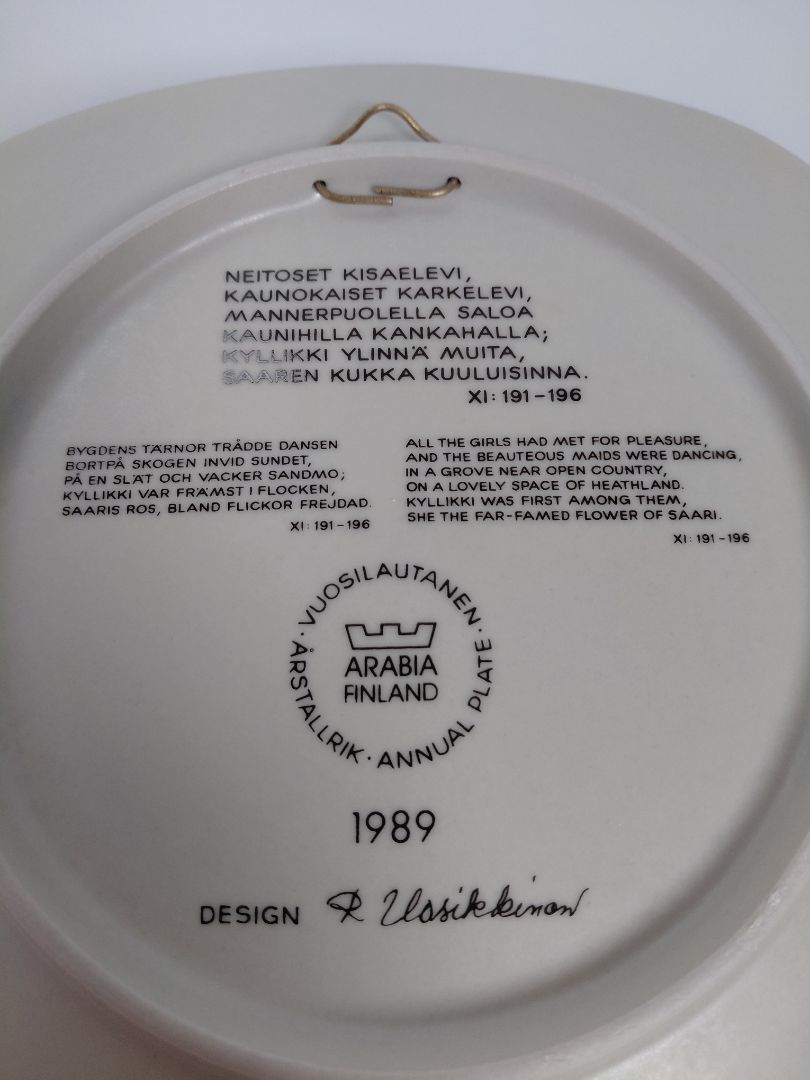 NEITOSET KISAELEVI,
KAUNOKAISET KARKELEVI,
MANNERPUOLELLA SALOA
KAUNIHILLA KANKAHALLA;
KYLLIKKI YLINNÄ MUITA,
SAAREN KUKKA KUULUISINNA.
XI: 191-196
BYGDENS TÄRNOR TRÅDDE DANSEN
BORTPÅ SKOGEN INVID SUNDET,
PÅ EN SLÄT OCH VACKER SANDMO;
KYLLIKKI VAR FRÄMST I FLOCKEN,
SAARIS ROS, BLAND FLICKOR FREJDAD.
XI: 191-196
ALL THE GIRLS HAD MET FOR PLEASURE,
AND THE BEAUTEOUS MAIDS WERE DANCING,
IN A GROVE NEAR OPEN COUNTRY,
ON A LOVELY SPACE OF HEATHLAND.
KYLLIKKI WAS FIRST AMONG THEM,
SHE THE FAR-FAMED FLOWER OF SAARI.
XI: 191-196
· VUOSILAUTANEN · ANNUAL PLATE · ÅRSTALLRIK
ARABIA
FINLAND
1989
DESIGN R Uosikkinen